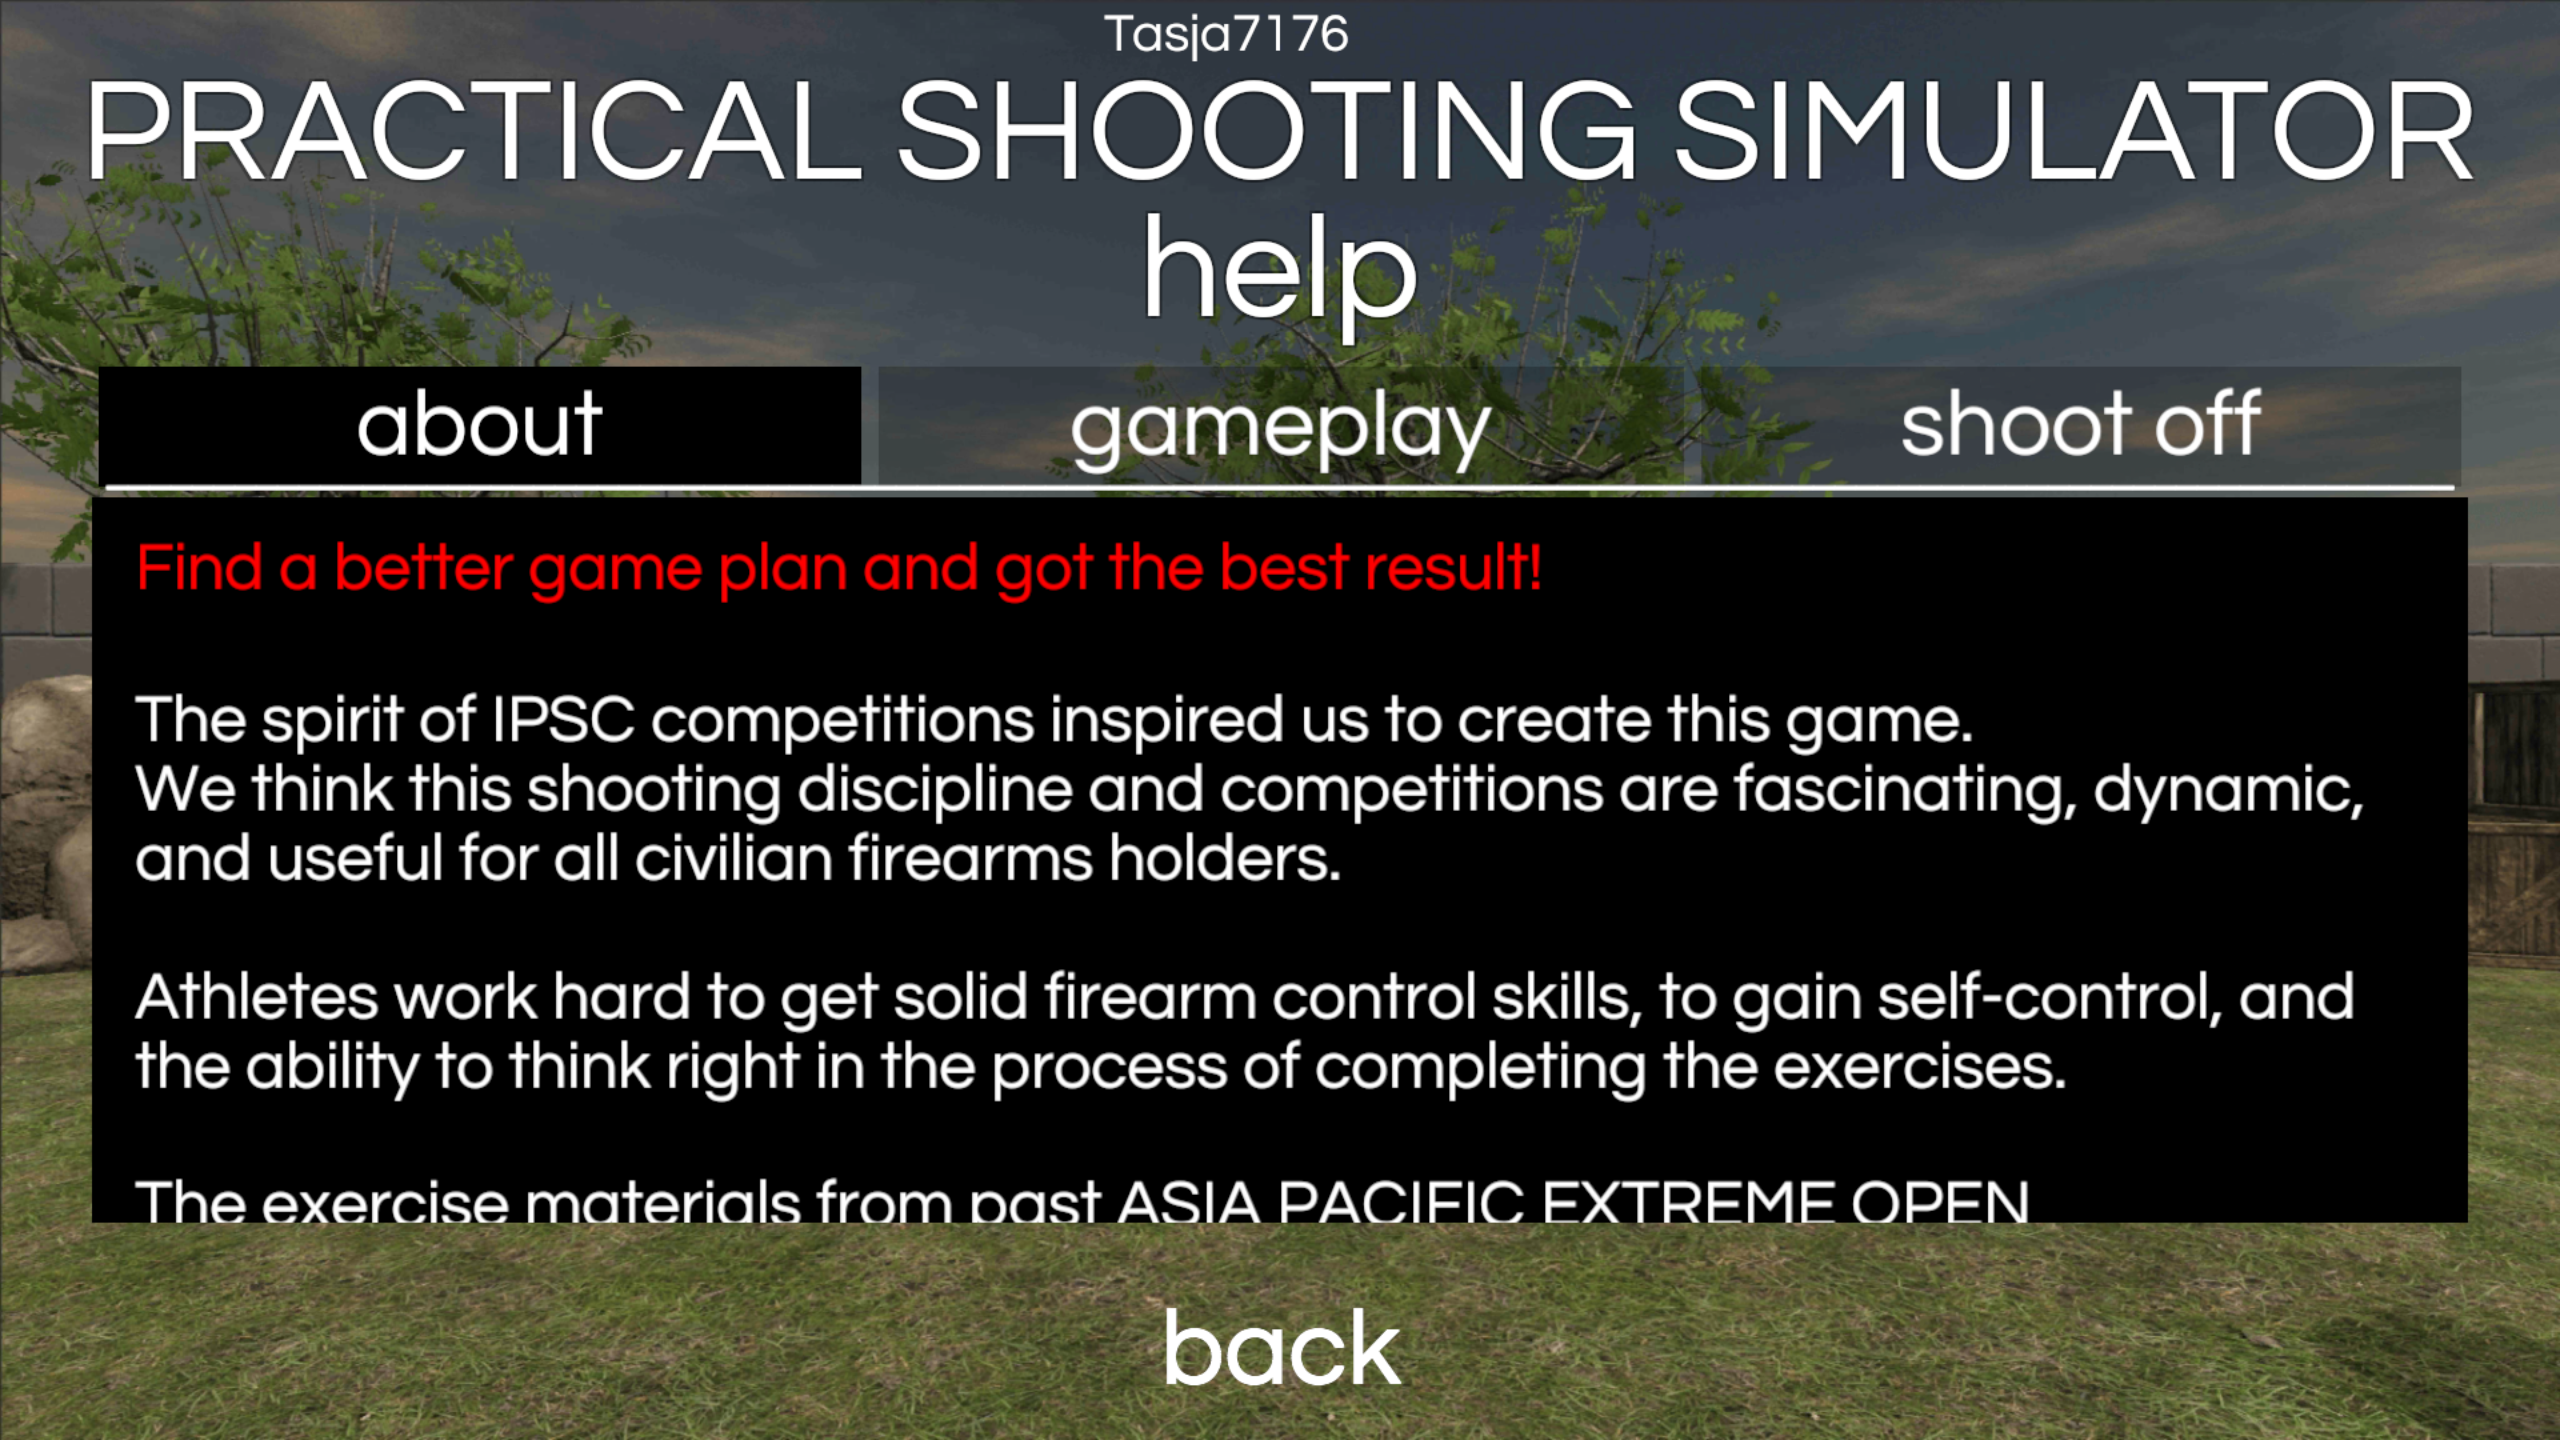 Tasja7176
PRACTICAL SHOOTING SIMULATOR
help
about
gameplay
shoot off
Find a better game plan and got the best result!
The spirit of IPSC competitions inspired us to create this game.
We think this shooting discipline and competitions are fascinating, dynamic,
and useful for all civilian firearms holders.
Athletes work hard to get solid firearm control skills, to gain self-control, and
the ability to think right in the process of completing the exercises.
The exercise materials from past ASIA PACIFIC EXTREME OPEN
back